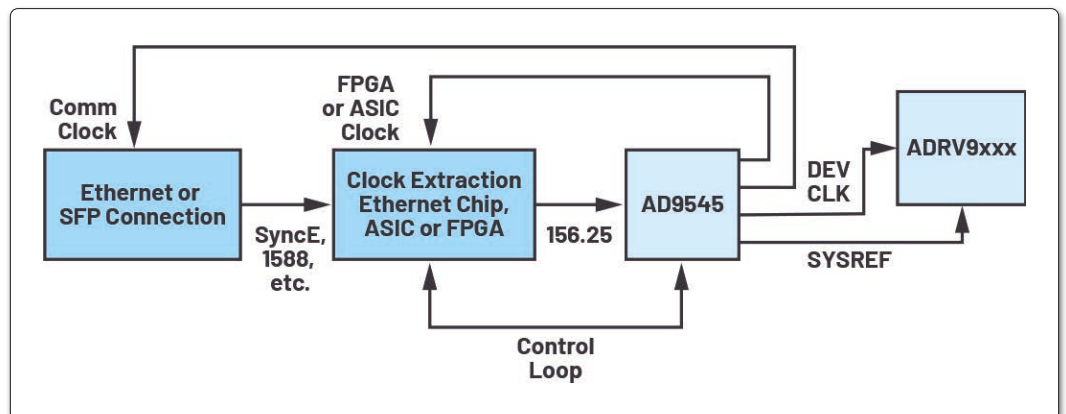 Comm
Clock
FPGA
or ASIC
Clock
Ethernet or
SFP Connection
SyncE,
1588,
etc.
Clock Extraction
Ethernet Chip,
ASIC or FPGA
156.25
AD9545
DEV
CLK
SYSREF
ADRV9xxx
Control
Loop